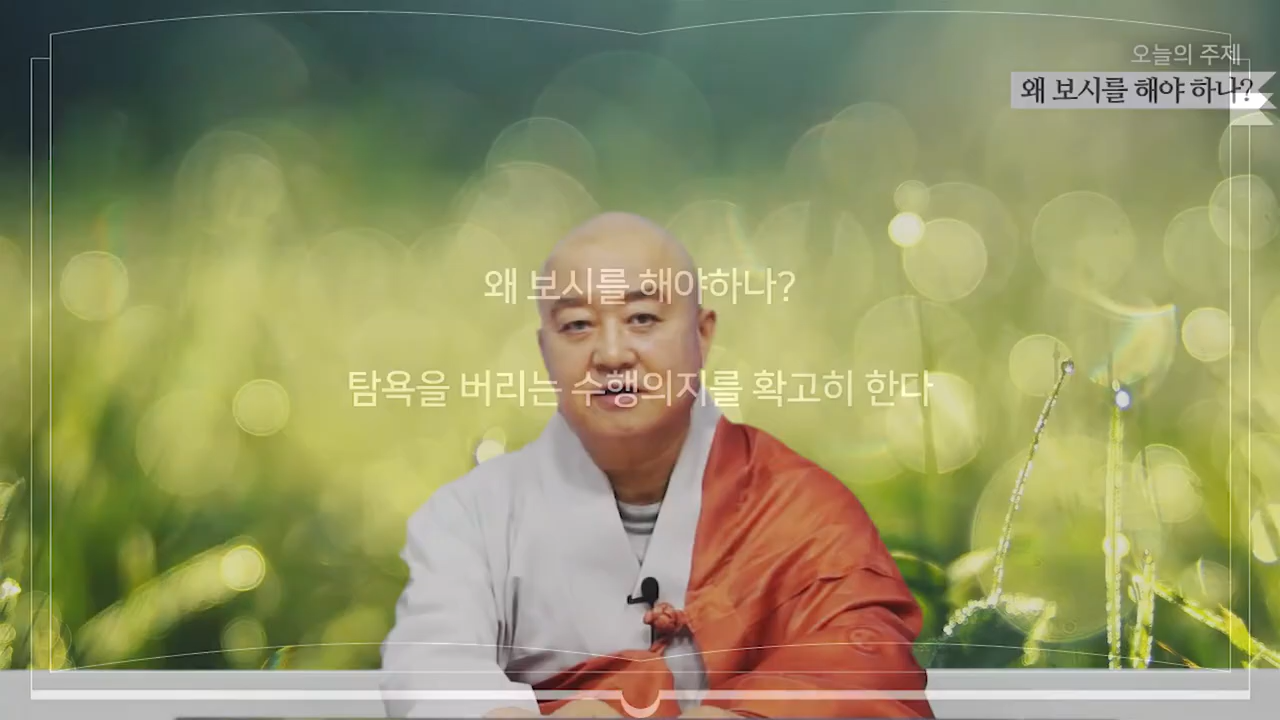 오늘의 주제
왜 보시를 해야 하나?
왜 보시를 해야하나?
탐욕을 버리는 수행의지를 확고히 한다